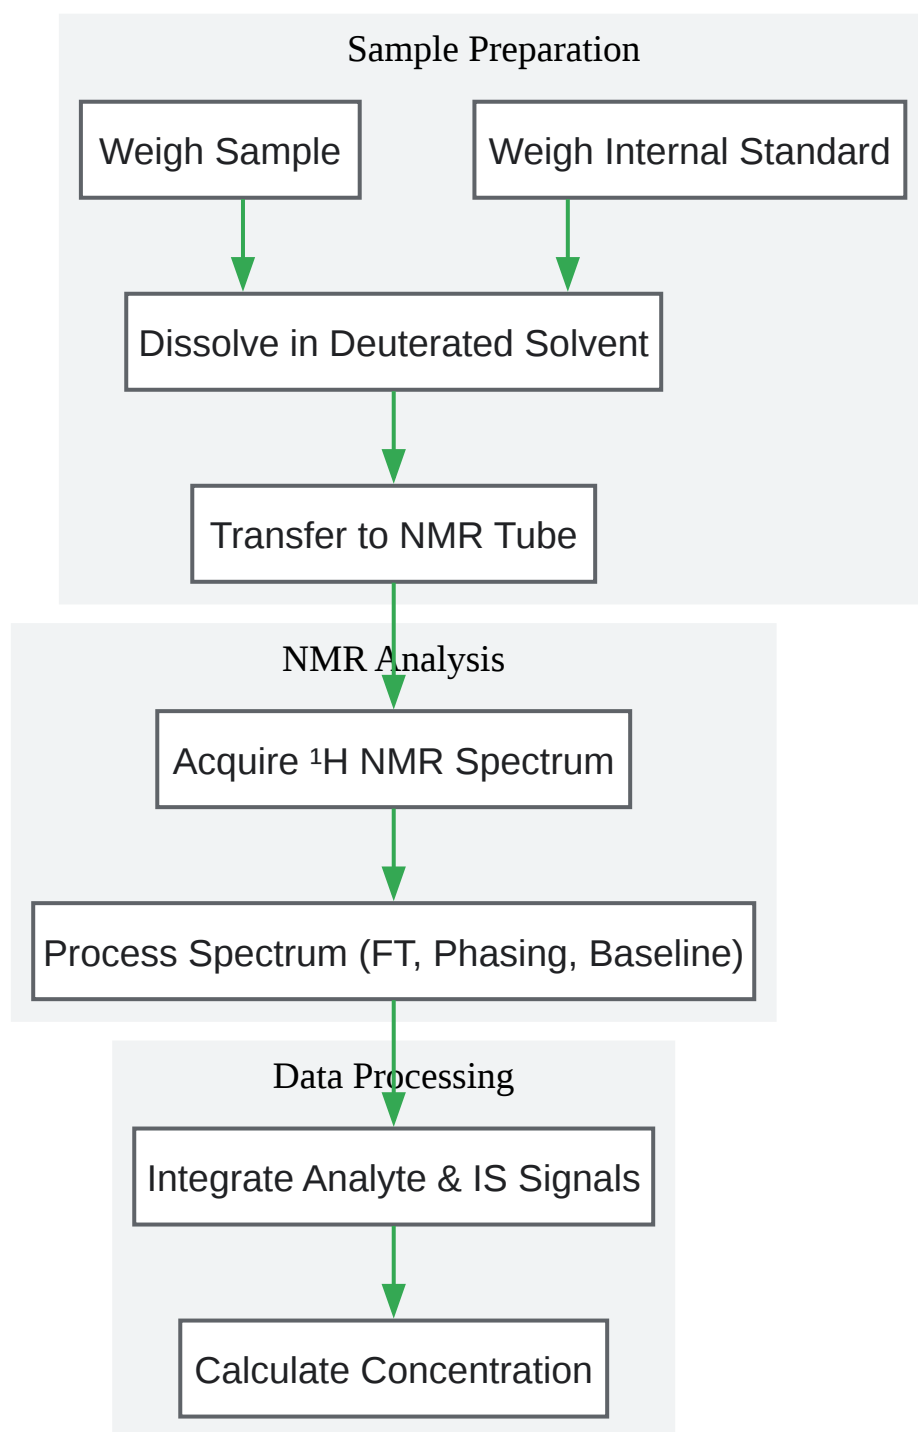 Sample Preparation
Weigh Sample
Weigh Internal Standard
Dissolve in Deuterated Solvent
Transfer to NMR Tube
NMR Analysis
Acquire ¹H NMR Spectrum
Process Spectrum (FT, Phasing, Baseline)
Data Processing
Integrate Analyte & IS Signals
Calculate Concentration